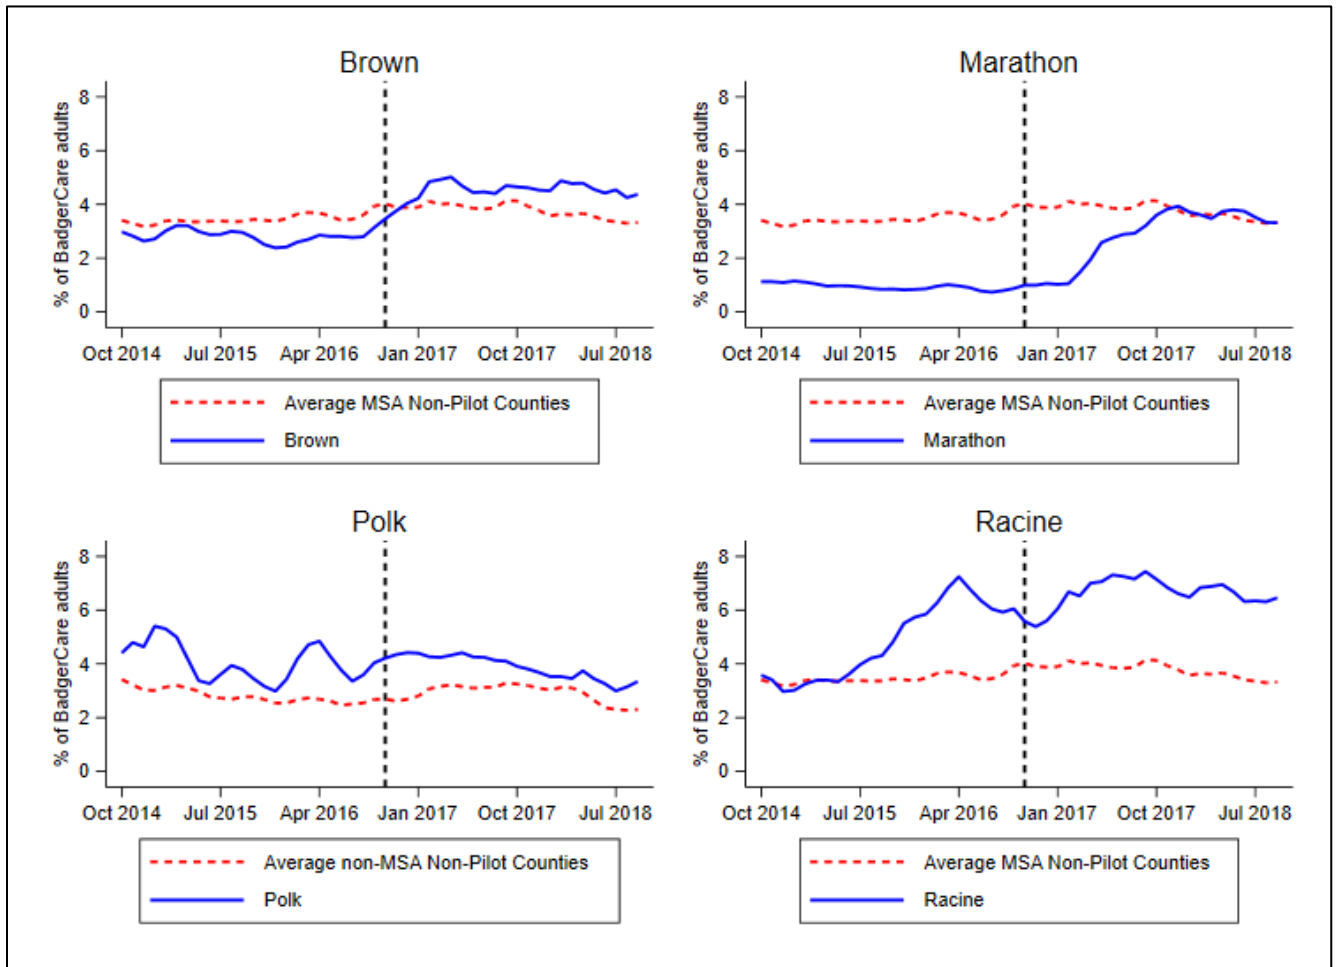 Brown
% of BadgerCare adults
8
6
4
2
0
Oct 2014 Jul 2015 Apr 2016 Jan 2017 Oct 2017 Jul 2018
Average MSA Non-Pilot Counties
Brown
Marathon
% of BadgerCare adults
8
6
4
2
0
Oct 2014 Jul 2015 Apr 2016 Jan 2017 Oct 2017 Jul 2018
Average MSA Non-Pilot Counties
Marathon
Polk
% of BadgerCare adults
8
6
4
2
0
Oct 2014 Jul 2015 Apr 2016 Jan 2017 Oct 2017 Jul 2018
Average non-MSA Non-Pilot Counties
Polk
Racine
% of BadgerCare adults
8
6
4
2
0
Oct 2014 Jul 2015 Apr 2016 Jan 2017 Oct 2017 Jul 2018
Average MSA Non-Pilot Counties
Racine